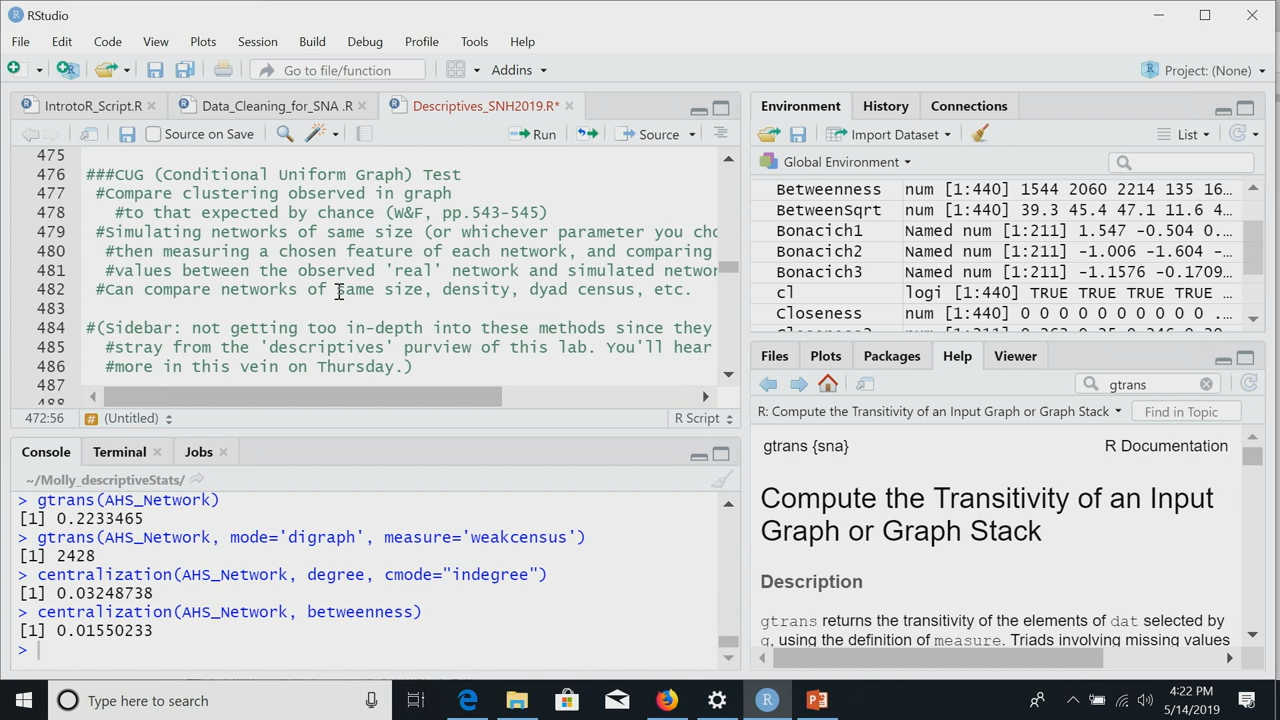 RStudio
File Edit Code View Plots Session Build Debug Profile Tools Help
Go to file/function Addins Project: (None)
IntrotoR_Script.R Data_Cleaning_for_SNA .R Descriptives_SNH2019.R*
Source on Save Run Source
475
476 ###CUG (Conditional Uniform Graph) Test
477 #Compare clustering observed in graph
478 #to that expected by chance (W&F, pp.543-545)
479 #Simulating networks of same size (or whichever parameter you cho
480 #then measuring a chosen feature of each network, and comparing
481 #values between the observed 'real' network and simulated networ
482 #Can compare networks of same size, density, dyad census, etc.
483
484 #(Sidebar: not getting too in-depth into these methods since they
485 #stray from the 'descriptives' purview of this lab. You'll hear
486 #more in this vein on Thursday.)
487
488
472:56 # (Untitled) R Script
Console Terminal Jobs
~/Molly_descriptiveStats/
> gtrans(AHS_Network)
[1] 0.2233465
> gtrans(AHS_Network, mode='digraph', measure='weakcensus')
[1] 2428
> centralization(AHS_Network, degree, cmode="indegree")
[1] 0.03248738
> centralization(AHS_Network, betweenness)
[1] 0.01550233
>
Environment History Connections
Import Dataset List
Global Environment
Betweenness num [1:440] 1544 2060 2214 135 16…
BetweenSqrt num [1:440] 39.3 45.4 47.1 11.6 4…
Bonacich1 Named num [1:211] 1.547 -0.504 0.…
Bonacich2 Named num [1:211] -1.006 -1.604 -…
Bonacich3 Named num [1:211] -1.1576 -0.1709…
cl logi [1:440] TRUE TRUE TRUE TRUE …
Closeness num [1:440] 0 0 0 0 0 0 0 0 0 0 …
Files Plots Packages Help Viewer
gtrans
R: Compute the Transitivity of an Input Graph or Graph Stack Find in Topic
gtrans {sna} R Documentation
Compute the Transitivity of an Input
Graph or Graph Stack
Description
gtrans returns the transitivity of the elements of dat selected by
g, using the definition of measure. Triads involving missing values
Type here to search
4:22 PM
5/14/2019